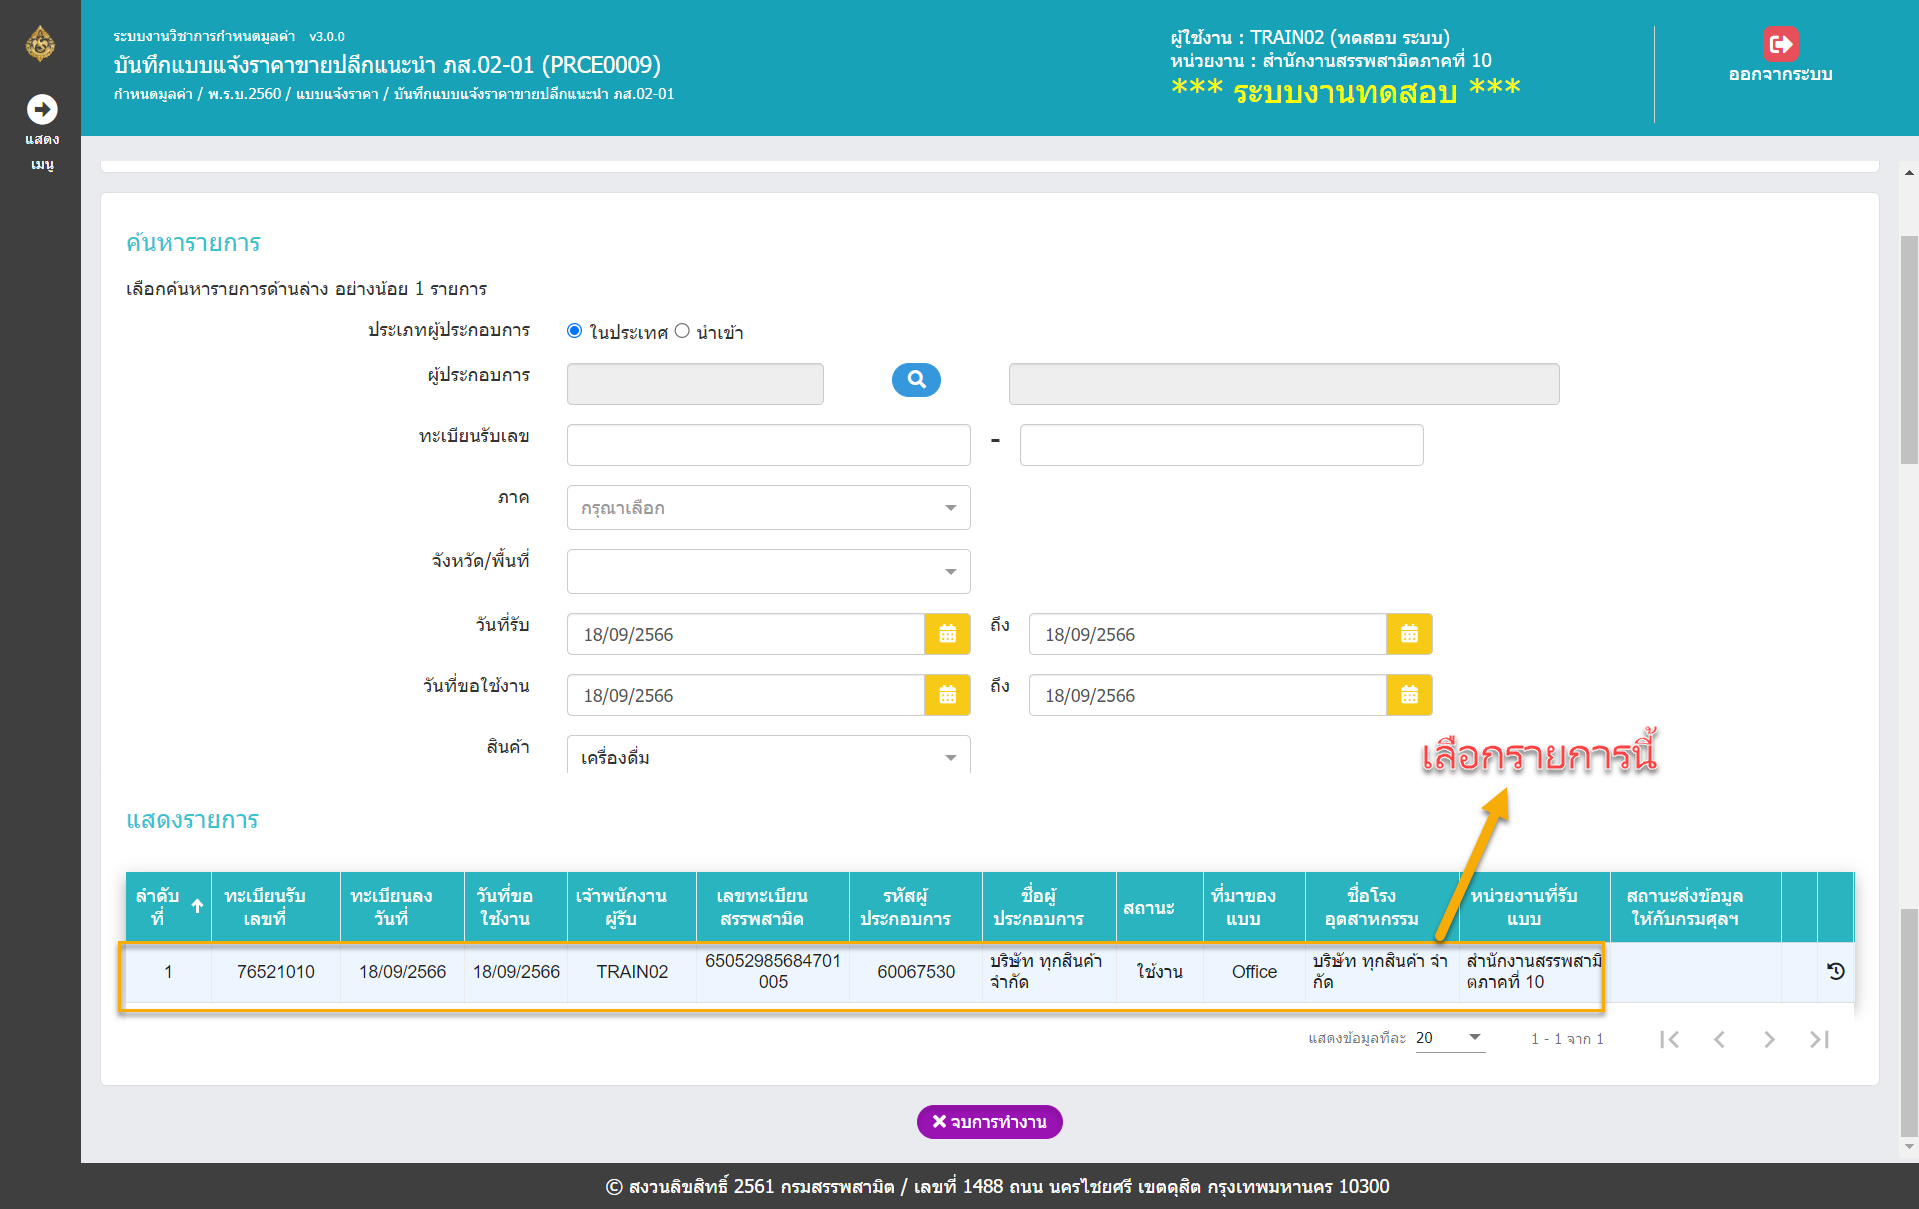 แสดง
เมนู
ระบบงานวิชาการกำหนดมูลค่า v3.0.0
บันทึกแบบแจ้งราคาขายปลีกแนะนำ ภส.02-01 (PRCE0009)
กำหนดมูลค่า / พ.ร.บ.2560 / แบบแจ้งราคา / บันทึกแบบแจ้งราคาขายปลีกแนะนำ ภส.02-01
ผู้ใช้งาน : TRAIN02 (ทดสอบ ระบบ)
หน่วยงาน : สำนักงานสรรพสามิตภาคที่ 10
*** ระบบงานทดสอบ ***
ออกจากระบบ
ค้นหารายการ
เลือกค้นหารายการด้านล่าง อย่างน้อย 1 รายการ
ประเภทผู้ประกอบการ ในประเทศ นำเข้า
ผู้ประกอบการ
ทะเบียนรับเลข -
ภาค กรุณาเลือก
จังหวัด/พื้นที่
วันที่รับ 18/09/2566 ถึง 18/09/2566
วันที่ขอใช้งาน 18/09/2566 ถึง 18/09/2566
สินค้า เครื่องดื่ม
เลือกรายการนี้
แสดงรายการ
ลำดับ ทะเบียนรับ ทะเบียนลง วันที่ขอ เจ้าพนักงาน เลขทะเบียน รหัสผู้ ชื่อผู้ สถานะ ที่มาของ ชื่อโรง หน่วยงานที่รับ สถานะส่งข้อมูล
ที่ เลขที่ วันที่ ใช้งาน ผู้รับ สรรพสามิต ประกอบการ ประกอบการ แบบ อุตสาหกรรม แบบ ให้กับกรมศุลฯ
1 76521010 18/09/2566 18/09/2566 TRAIN02 65052985684701 60067530 บริษัท ทุกสินค้า ใช้งาน Office บริษัท ทุกสินค้า จำ สำนักงานสรรพสามิ
005 จำกัด กัด ตภาคที่ 10
แสดงข้อมูลทีละ 20 1 - 1 จาก 1
จบการทำงาน
© สงวนลิขสิทธิ์ 2561 กรมสรรพสามิต / เลขที่ 1488 ถนน นครไชยศรี เขตดุสิต กรุงเทพมหานคร 10300